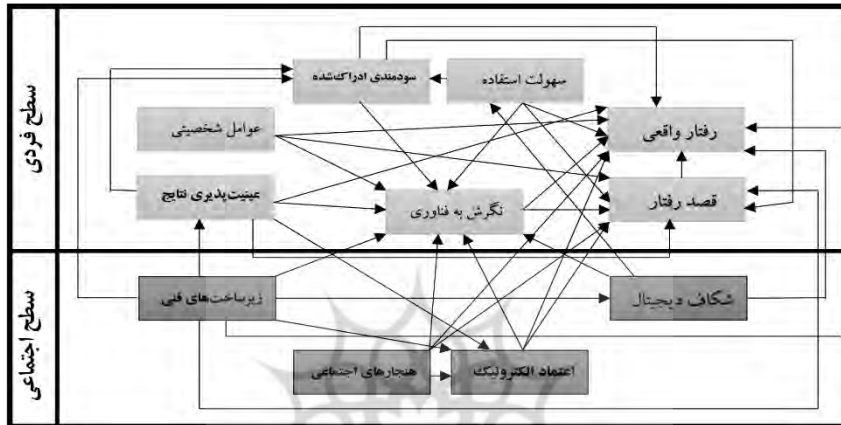 سطح فردی
سودمندی ادراک‌شده
سهولت استفاده
عوامل شخصیتی
رفتار واقعی
عینیت‌پذیری نتایج
نگرش به فناوری
قصد رفتار
سطح اجتماعی
زیرساخت‌های فنی
شکاف دیجیتال
هنجارهای اجتماعی
اعتماد الکترونیک